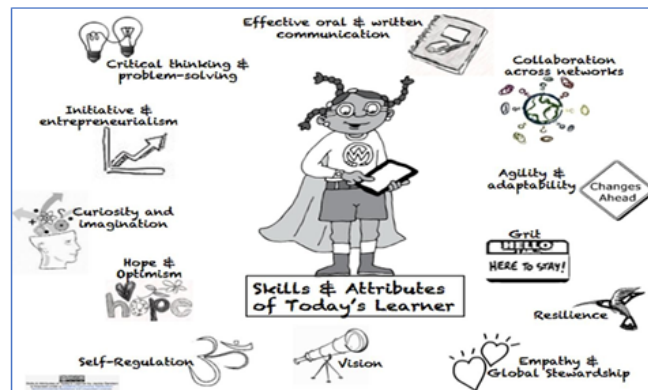 Effective oral & written
communication
Critical thinking &
problem-solving
Collaboration
across networks
Initiative &
entrepreneurialism
W
Agility &
adaptability
Changes
Ahead
Curiosity and
imagination
Grit
HELLO
HERE TO STAY!
Hope &
Optimism
hope
Skills & Attributes
of Today's Learner
Resilience
Self-Regulation
ॐ
Vision
Empathy &
Global Stewardship